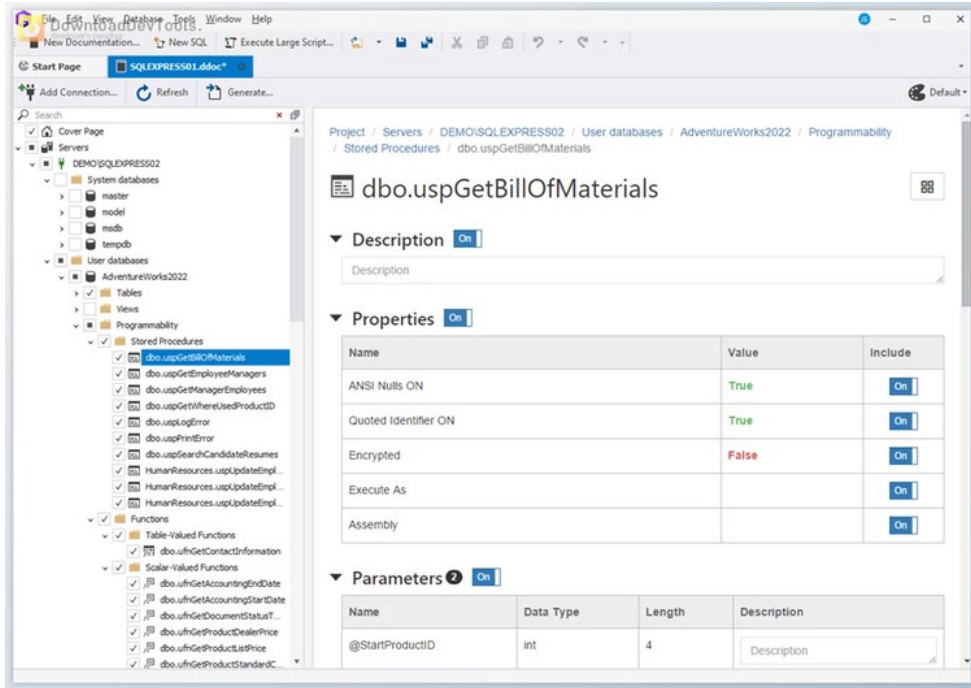 File Edit View Database Tools Window Help
DownloadDevTools.
New Documentation... New SQL Execute Large Script...
Start Page SQLEXPRESS01.ddoc*
Add Connection... Refresh Generate... Default
Search
Cover Page
Servers
DEMO\SQLEXPRESS02
System databases
master
model
msdb
tempdb
User databases
AdventureWorks2022
Tables
Views
Programmability
Stored Procedures
dbo.uspGetBillOfMaterials
dbo.uspGetEmployeeManagers
dbo.uspGetManagerEmployees
dbo.uspGetWhereUsedProductID
dbo.uspLogError
dbo.uspPrintError
dbo.uspSearchCandidateResumes
HumanResources.uspUpdateEmpl...
HumanResources.uspUpdateEmpl...
HumanResources.uspUpdateEmpl...
Functions
Table-Valued Functions
dbo.ufnGetContactInformation
Scalar-Valued Functions
dbo.ufnGetAccountingEndDate
dbo.ufnGetAccountingStartDate
dbo.ufnGetDocumentStatusT...
dbo.ufnGetProductDealerPrice
dbo.ufnGetProductListPrice
dbo.ufnGetProductStandardC...
Project / Servers / DEMO\SQLEXPRESS02 / User databases / AdventureWorks2022 / Programmability
/ Stored Procedures / dbo.uspGetBillOfMaterials
dbo.uspGetBillOfMaterials
Description On
Description
Properties On
Name Value Include
ANSI Nulls ON True On
Quoted Identifier ON True On
Encrypted False On
Execute As On
Assembly On
Parameters 2 On
Name Data Type Length Description
@StartProductID int 4 Description